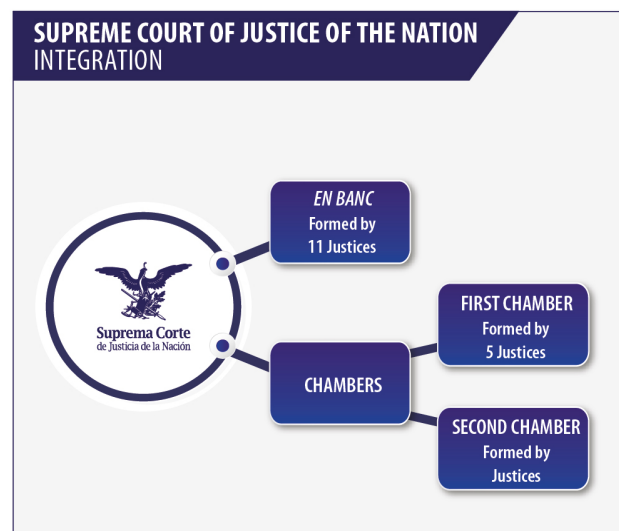 SUPREME COURT OF JUSTICE OF THE NATION
INTEGRATION
EN BANC
Formed by
11 Justices
Suprema Corte
de Justicia de la Nación
CHAMBERS
FIRST CHAMBER
Formed by
5 Justices
SECOND CHAMBER
Formed by
Justices